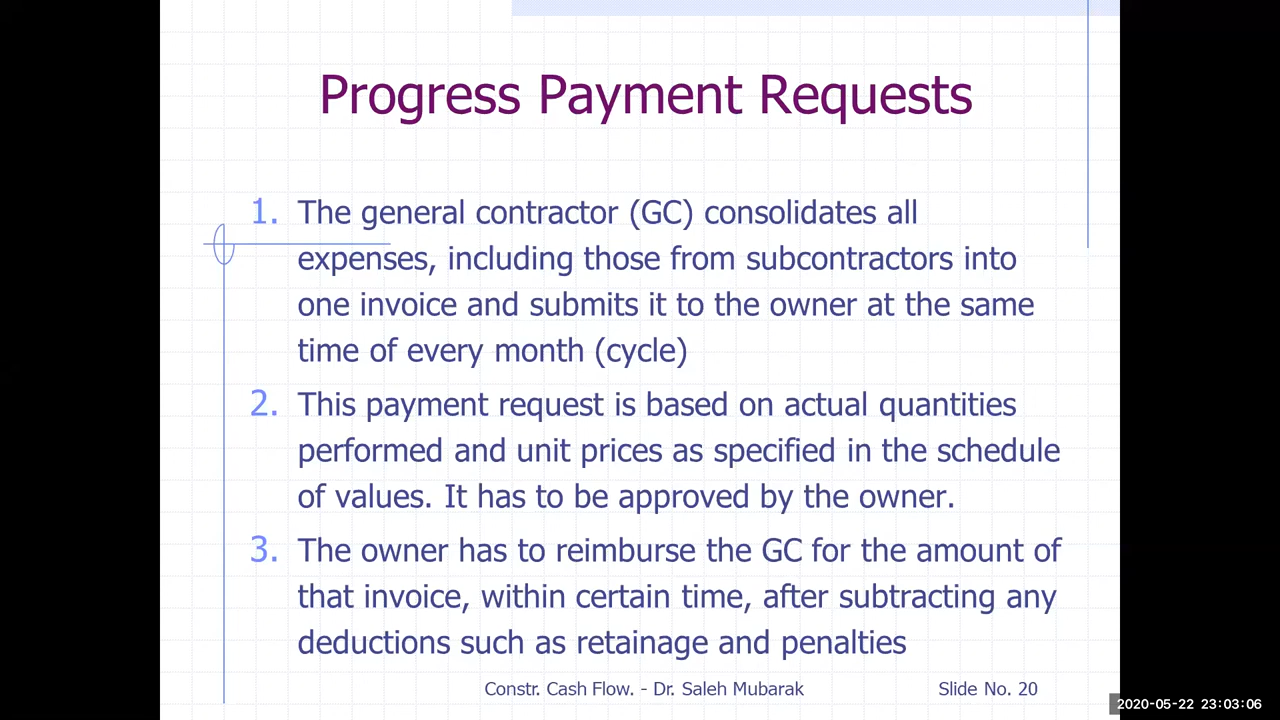 Progress Payment Requests
1. The general contractor (GC) consolidates all
expenses, including those from subcontractors into
one invoice and submits it to the owner at the same
time of every month (cycle)
2. This payment request is based on actual quantities
performed and unit prices as specified in the schedule
of values. It has to be approved by the owner.
3. The owner has to reimburse the GC for the amount of
that invoice, within certain time, after subtracting any
deductions such as retainage and penalties
Constr. Cash Flow. - Dr. Saleh Mubarak
Slide No. 20
2020-05-22 23:03:06